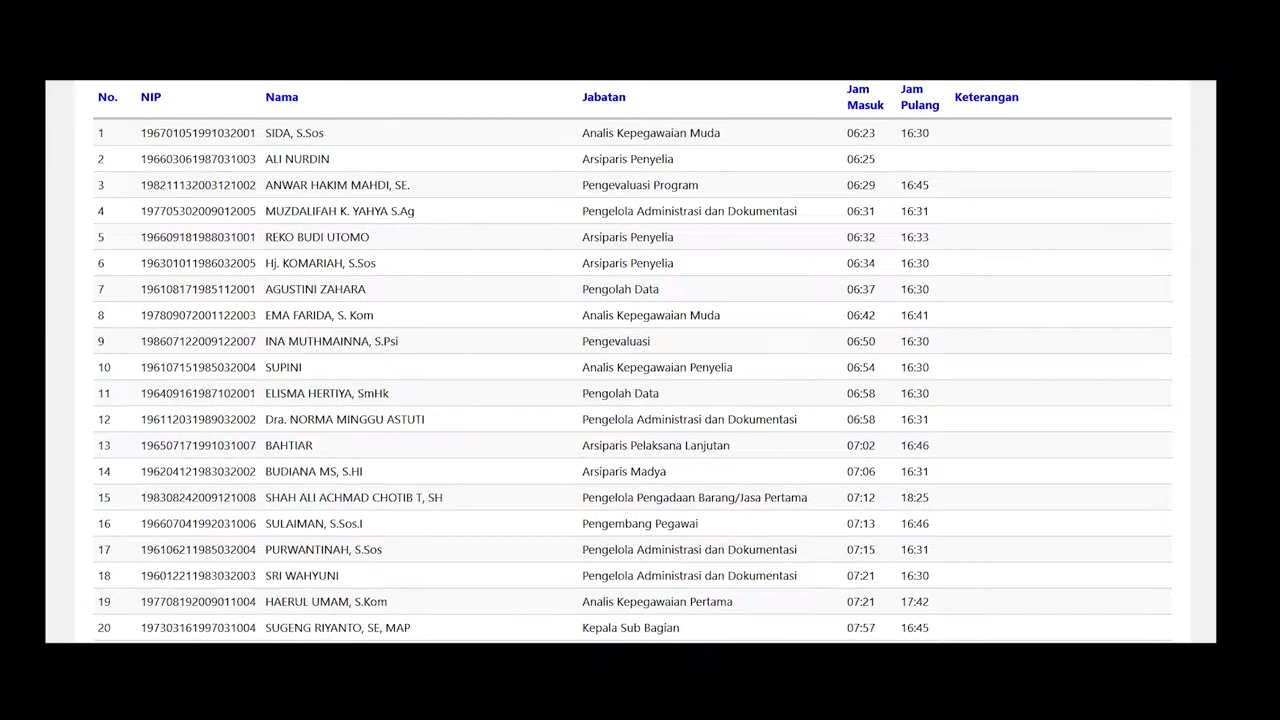 No. NIP Nama Jabatan Jam Masuk Jam Pulang Keterangan
1 196701051991032001 SIDA, S.Sos Analis Kepegawaian Muda 06:23 16:30
2 196603061987031003 ALI NURDIN Arsiparis Penyelia 06:25
3 198211132003121002 ANWAR HAKIM MAHDI, SE. Pengevaluasi Program 06:29 16:45
4 197705302009012005 MUZDALIFAH K. YAHYA S.Ag Pengelola Administrasi dan Dokumentasi 06:31 16:31
5 196609181988031001 REKO BUDI UTOMO Arsiparis Penyelia 06:32 16:33
6 196301011986032005 Hj. KOMARIAH, S.Sos Arsiparis Penyelia 06:34 16:30
7 196108171985112001 AGUSTINI ZAHARA Pengolah Data 06:37 16:30
8 197809072001122003 EMA FARIDA, S. Kom Analis Kepegawaian Muda 06:42 16:41
9 198607122009122007 INA MUTHMAINNA, S.Psi Pengevaluasi 06:50 16:30
10 196107151985032004 SUPINI Analis Kepegawaian Penyelia 06:54 16:30
11 196409161987102001 ELISMA HERTIYA, SmHk Pengolah Data 06:58 16:30
12 196112031989032002 Dra. NORMA MINGGU ASTUTI Pengelola Administrasi dan Dokumentasi 06:58 16:31
13 196507171991031007 BAHTIAR Arsiparis Pelaksana Lanjutan 07:02 16:46
14 196204121983032002 BUDIANA MS, S.HI Arsiparis Madya 07:06 16:31
15 198308242009121008 SHAH ALI ACHMAD CHOTIB T, SH Pengelola Pengadaan Barang/Jasa Pertama 07:12 18:25
16 196607041992031006 SULAIMAN, S.Sos.I Pengembang Pegawai 07:13 16:46
17 196106211985032004 PURWANTINAH, S.Sos Pengelola Administrasi dan Dokumentasi 07:15 16:31
18 196012211983032003 SRI WAHYUNI Pengelola Administrasi dan Dokumentasi 07:21 16:30
19 197708192009011004 HAERUL UMAM, S.Kom Analis Kepegawaian Pertama 07:21 17:42
20 197303161997031004 SUGENG RIYANTO, SE, MAP Kepala Sub Bagian 07:57 16:45